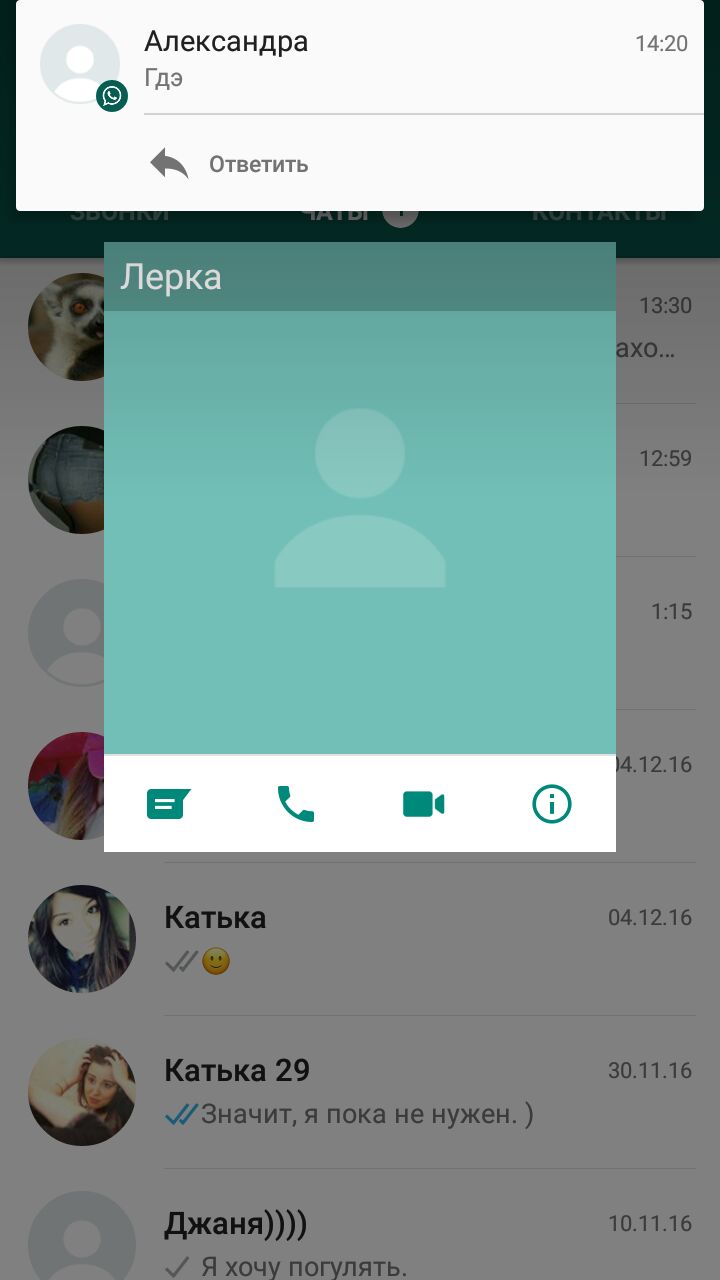 Александра
14:20
Гдэ
Ответить
ЗВОНКИ
ЧАТЫ
КОНТАКТЫ
Лерка
13:30
ахо...
12:59
1:15
04.12.16
Катька
04.12.16
Катька 29
30.11.16
Значит, я пока не нужен. )
Джаня))))
10.11.16
Я хочу погулять.